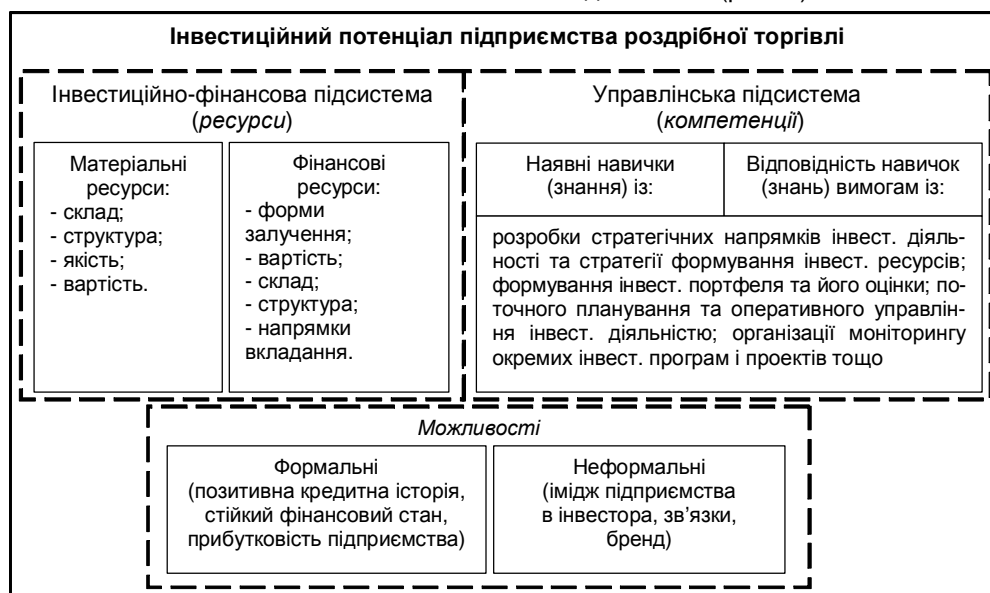 Інвестиційний потенціал підприємства роздрібної торгівлі
Інвестиційно-фінансова підсистема
(ресурси)
Матеріальні
ресурси:
- склад;
- структура;
- якість;
- вартість.
Фінансові
ресурси:
- форми
залучення;
- вартість;
- склад;
- структура;
- напрямки
вкладання.
Управлінська підсистема
(компетенції)
Наявні навички
(знання) із:
Відповідність навичок
(знань) вимогам із:
розробки стратегічних напрямків інвест. діяль-
ності та стратегії формування інвест. ресурсів;
формування інвест. портфеля та його оцінки; по-
точного планування та оперативного управлін-
ня інвест. діяльністю; організації моніторингу
окремих інвест. програм і проектів тощо
Можливості
Формальні
(позитивна кредитна історія,
стійкий фінансовий стан,
прибутковість підприємства)
Неформальні
(імідж підприємства
в інвестора, зв’язки,
бренд)